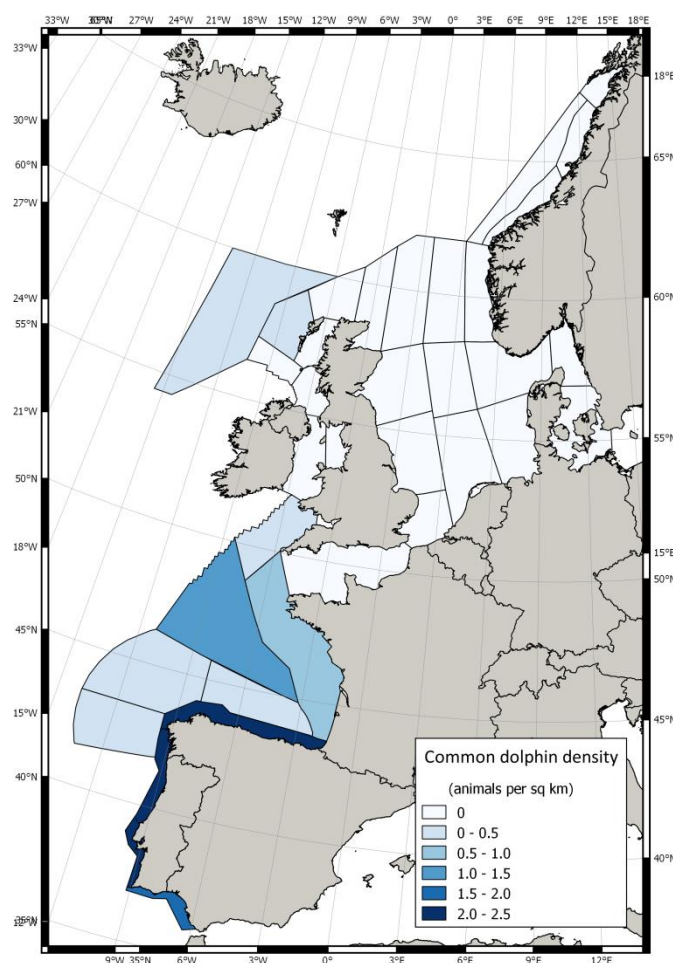 33°W 27°W 24°W 21°W 18°W 15°W 12°W 9°W 6°W 3°W 0° 3°E 6°E 9°E 12°E 15°E 18°E
33°W
18°E
30°W
65°N
60°N
27°W
24°W
60°N
55°N
21°W
55°N
50°N
18°W
15°E
50°N
45°N
15°W
45°N
Common dolphin density
40°N
(animals per sq km)
0
0 - 0.5
0.5 - 1.0
1.0 - 1.5
1.5 - 2.0
2.0 - 2.5
40°N
9°W 35°N 6°W 3°W 0° 3°E 6°E 9°E 12°E